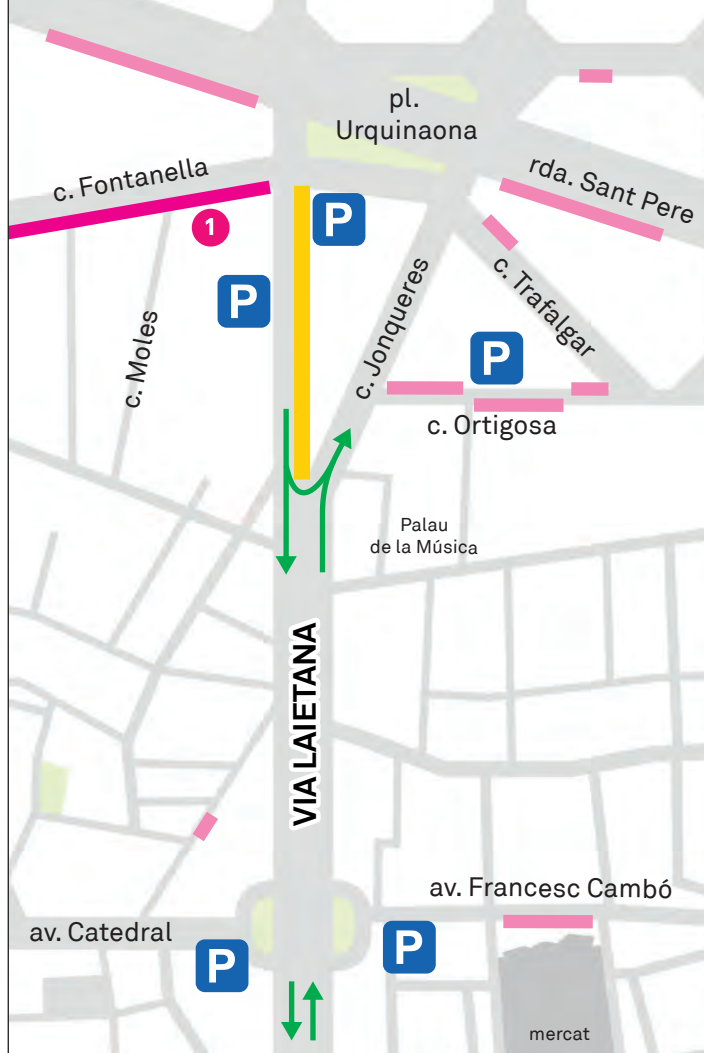 pl.
Urquinaona
c. Fontanella
rda. Sant Pere
1
P
P
c. Moles
c. Jonqueres
c. Trafalgar
P
c. Ortigosa
Palau
de la Música
VIA LAIETANA
av. Francesc Cambó
av. Catedral
P
P
mercat